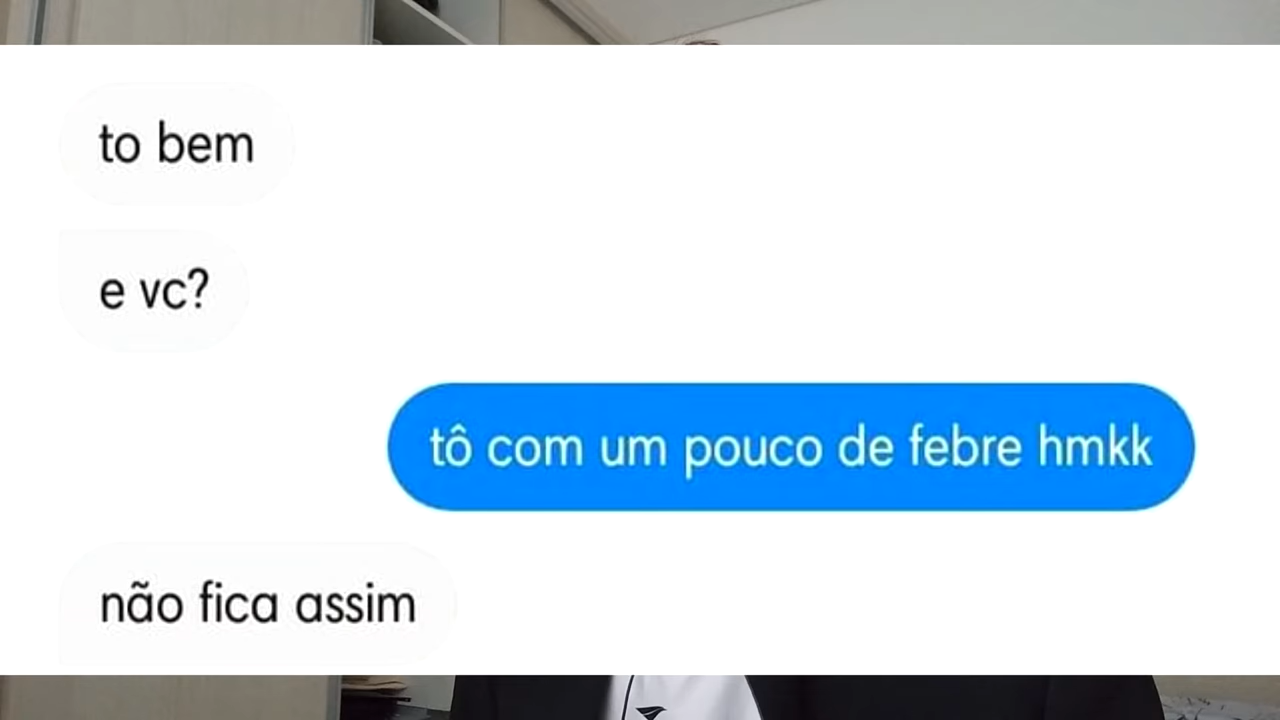 to bem
e vc?
tô com um pouco de febre hmkk
não fica assim